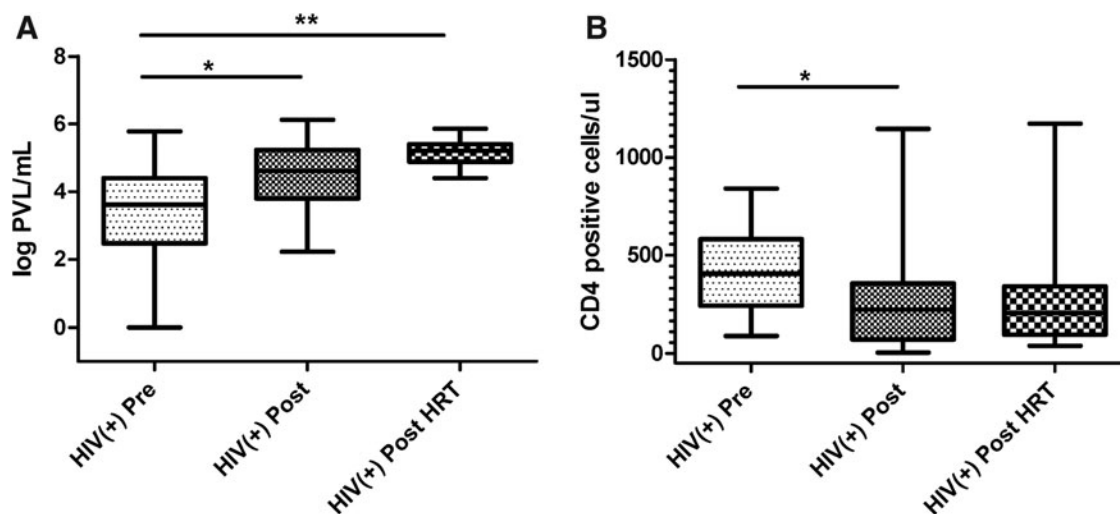 A
**
*
8
6
4
2
0
log PVL/mL
HIV(+) Pre
HIV(+) Post
HIV(+) Post HRT
B
*
1500
1000
500
0
CD4 positive cells/ul
HIV(+) Pre
HIV(+) Post
HIV(+) Post HRT